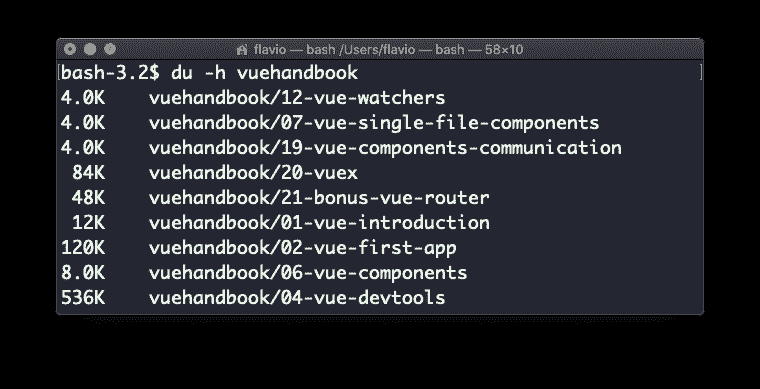 flavio — bash /Users/flavio — bash — 58×10
bash-3.2$ du -h vuehandbook
4.0K    vuehandbook/12-vue-watchers
4.0K    vuehandbook/07-vue-single-file-components
4.0K    vuehandbook/19-vue-components-communication
 84K    vuehandbook/20-vuex
 48K    vuehandbook/21-bonus-vue-router
 12K    vuehandbook/01-vue-introduction
120K    vuehandbook/02-vue-first-app
8.0K    vuehandbook/06-vue-components
536K    vuehandbook/04-vue-devtools